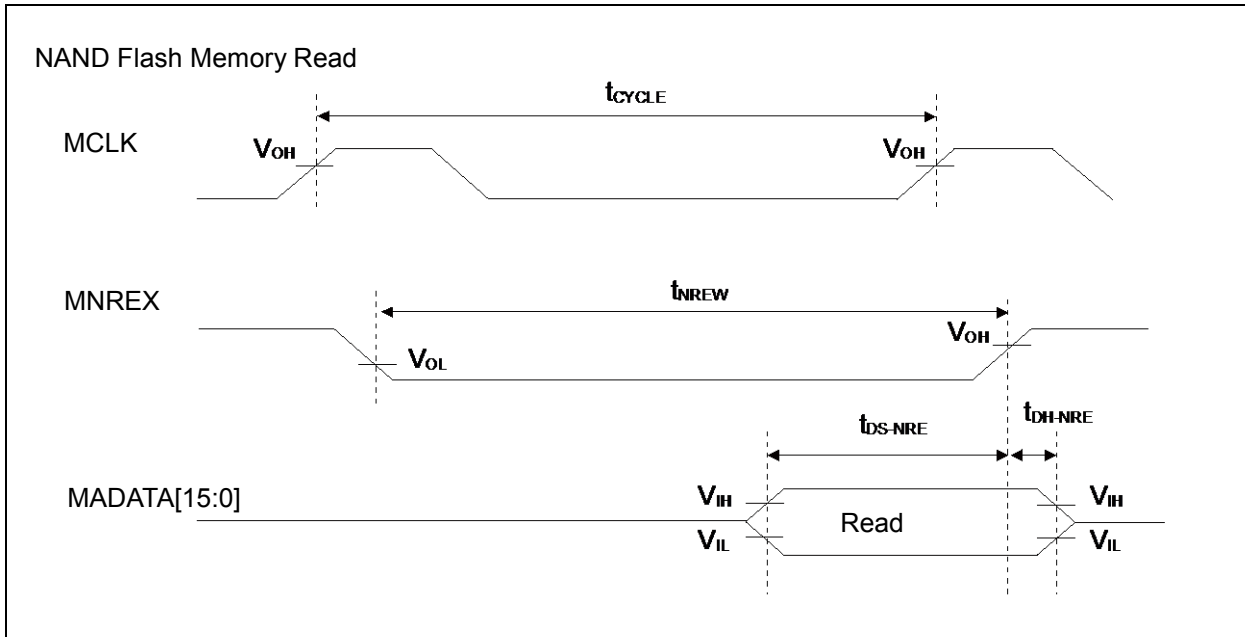 NAND Flash Memory Read
tCYCLE
MCLK
VOH
VOH
tNREW
MNREX
VOH
VOL
tDS-NRE
tDH-NRE
MADATA[15:0]
VIH
VIH
Read
VIL
VIL